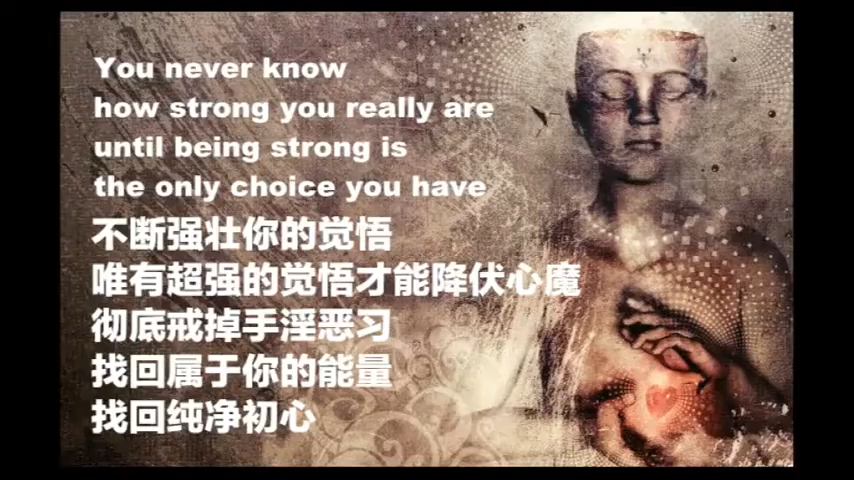 You never know
how strong you really are
until being strong is
the only choice you have
不断强壮你的觉悟
唯有超强的觉悟才能降伏心魔
彻底戒掉手淫恶习
找回属于你的能量
找回纯净初心